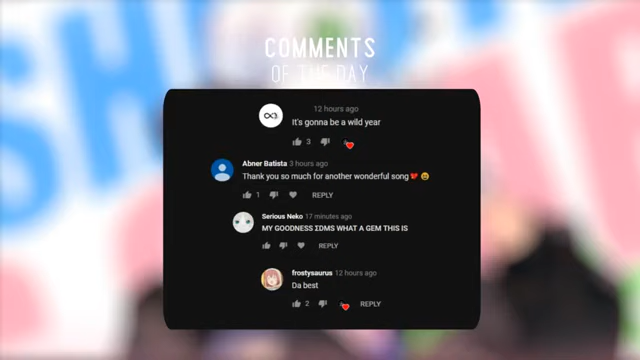 COMMENTS
OF THE DAY
12 hours ago
It's gonna be a wild year
3
Abner Batista 3 hours ago
Thank you so much for another wonderful song
1 REPLY
Serious Neko 17 minutes ago
MY GOODNESS ΣDMS WHAT A GEM THIS IS
REPLY
frostysaurus 12 hours ago
Da best
2 REPLY